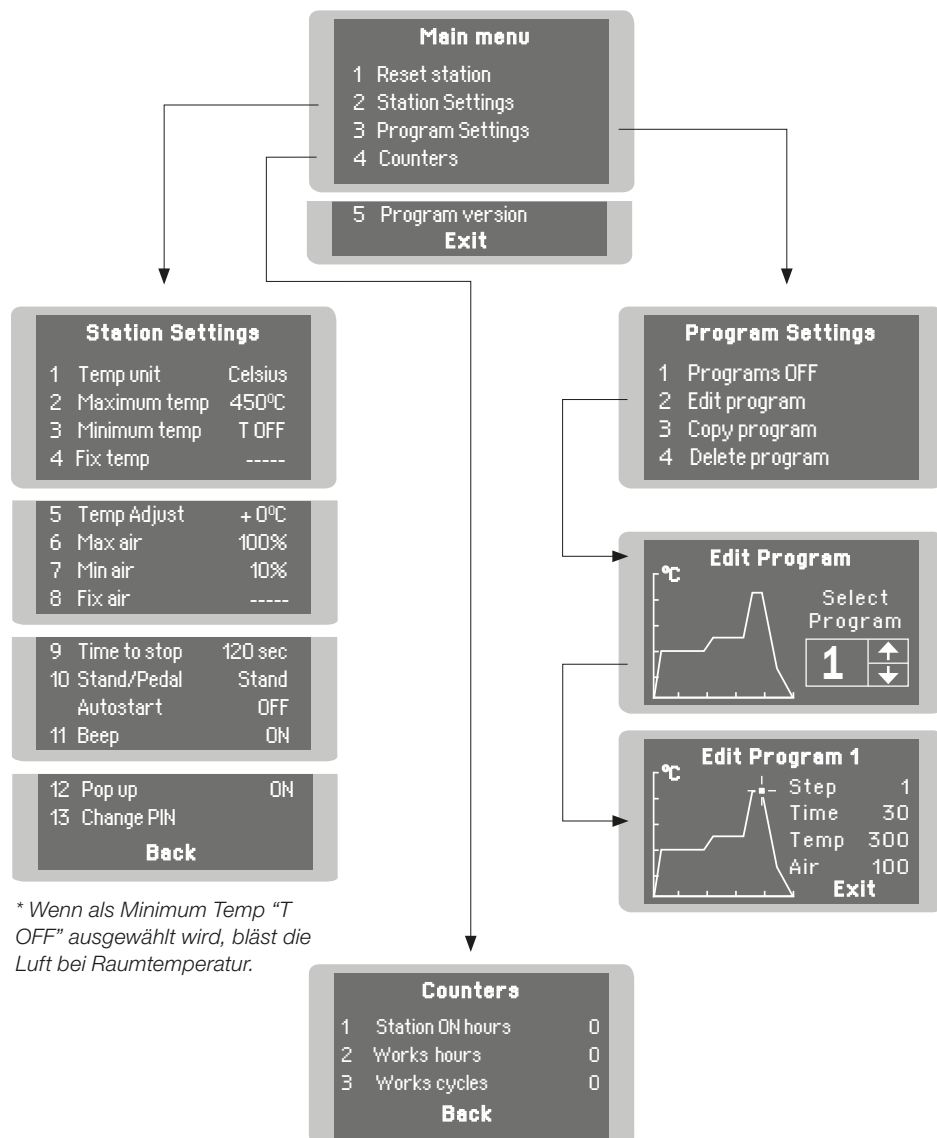 Main menu
1 Reset station
2 Station Settings
3 Program Settings
4 Counters
5 Program version
Exit
Station Settings
1 Temp unit Celsius
2 Maximum temp 450ºC
3 Minimum temp T OFF
4 Fix temp -----
5 Temp Adjust + 0ºC
6 Max air 100%
7 Min air 10%
8 Fix air -----
9 Time to stop 120 sec
10 Stand/Pedal Stand
Autostart OFF
11 Beep ON
12 Pop up ON
13 Change PIN
Back
* Wenn als Minimum Temp “T
OFF” ausgewählt wird, bläst die
Luft bei Raumtemperatur.
Program Settings
1 Programs OFF
2 Edit program
3 Copy program
4 Delete program
Edit Program
ºC
Select
Program
1
Edit Program 1
ºC
Step 1
Time 30
Temp 300
Air 100
Exit
Counters
1 Station ON hours 0
2 Works hours 0
3 Works cycles 0
Back